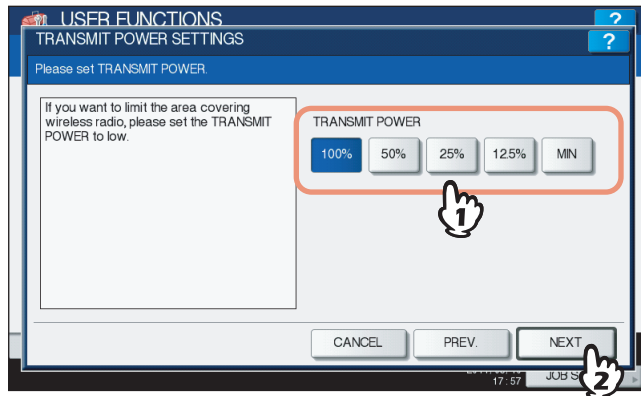 USER FUNCTIONS
?
TRANSMIT POWER SETTINGS
?
Please set TRANSMIT POWER.
If you want to limit the area covering
wireless radio, please set the TRANSMIT
POWER to low.
TRANSMIT POWER
100% 50% 25% 12.5% MIN
1
CANCEL PREV. NEXT
17:57 JOB
2